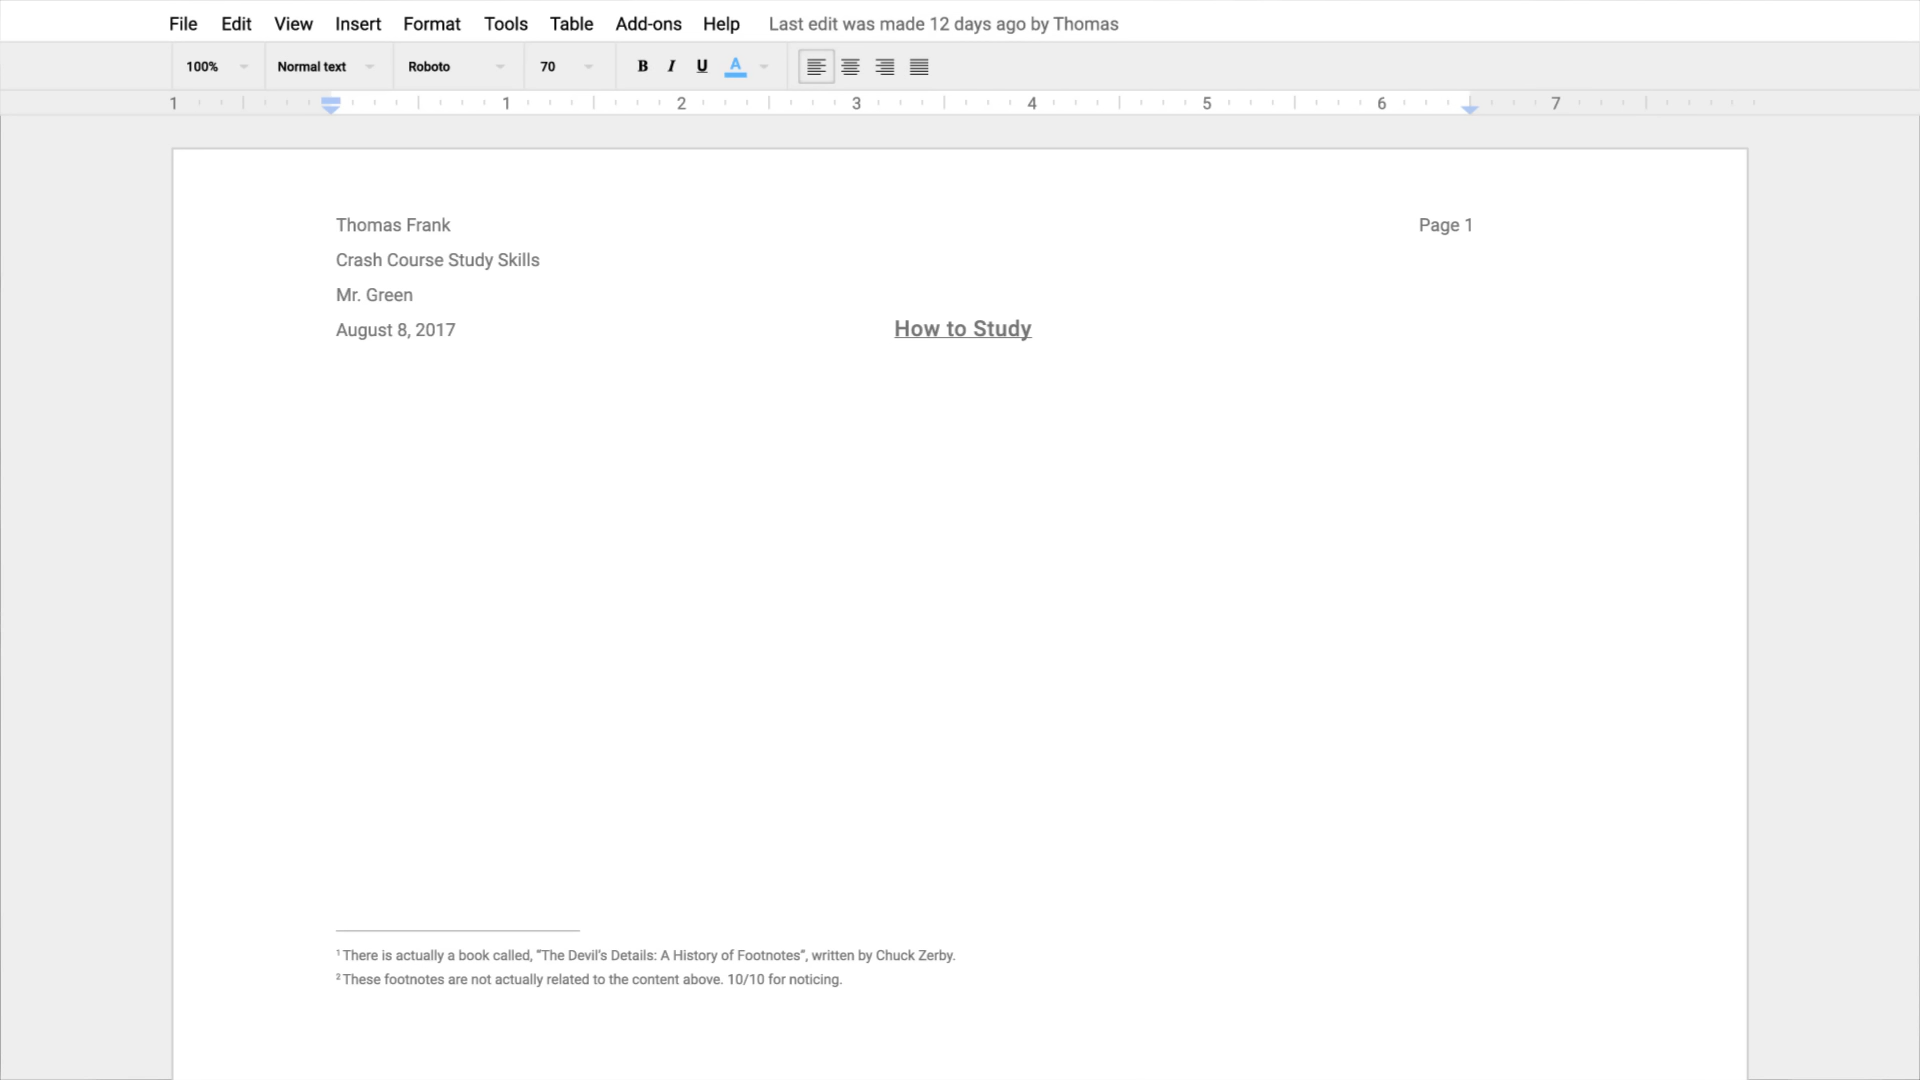 File Edit View Insert Format Tools Table Add-ons Help Last edit was made 12 days ago by Thomas
100% Normal text Roboto 70 B I U A
1 1 2 3 4 5 6 7
Thomas Frank Page 1
Crash Course Study Skills
Mr. Green
August 8, 2017 How to Study
¹ There is actually a book called, “The Devil’s Details: A History of Footnotes”, written by Chuck Zerby.
² These footnotes are not actually related to the content above. 10/10 for noticing.